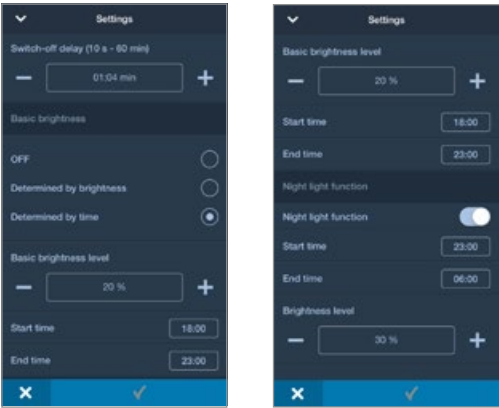 Settings
Switch-off delay (10 s - 60 min)
01:04 min
Basic brightness
OFF
Determined by brightness
Determined by time
Basic brightness level
20 %
Start time 18:00
End time 23:00
Settings
Basic brightness level
20 %
Start time 18:00
End time 23:00
Night light function
Night light function
Start time 23:00
End time 06:00
Brightness level
30 %